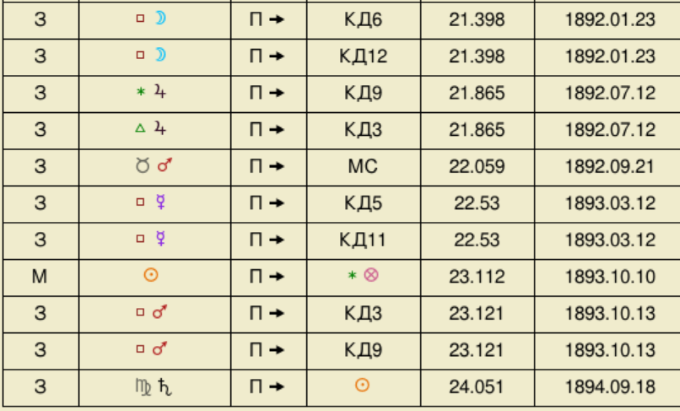 З □ ☽ П → КД6 21.398 1892.01.23
З □ ☽ П → КД12 21.398 1892.01.23
З ✶ ♃ П → КД9 21.865 1892.07.12
З △ ♃ П → КД3 21.865 1892.07.12
З ♉ ♂ П → МС 22.059 1892.09.21
З □ ☿ П → КД5 22.53 1893.03.12
З □ ☿ П → КД11 22.53 1893.03.12
М ☉ П → ✶ ⊗ 23.112 1893.10.10
З □ ♂ П → КД3 23.121 1893.10.13
З □ ♂ П → КД9 23.121 1893.10.13
З ♍ ♄ П → ☉ 24.051 1894.09.18